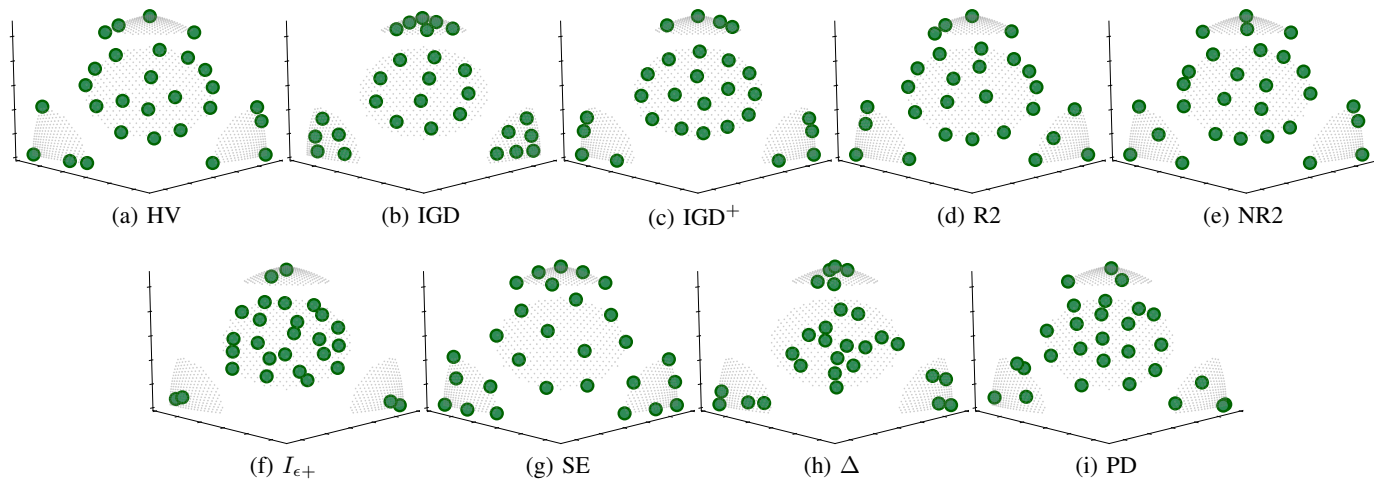 (a) HV
(b) IGD
(c) IGD⁺
(d) R2
(e) NR2
(f) I_{ϵ+}
(g) SE
(h) Δ
(i) PD